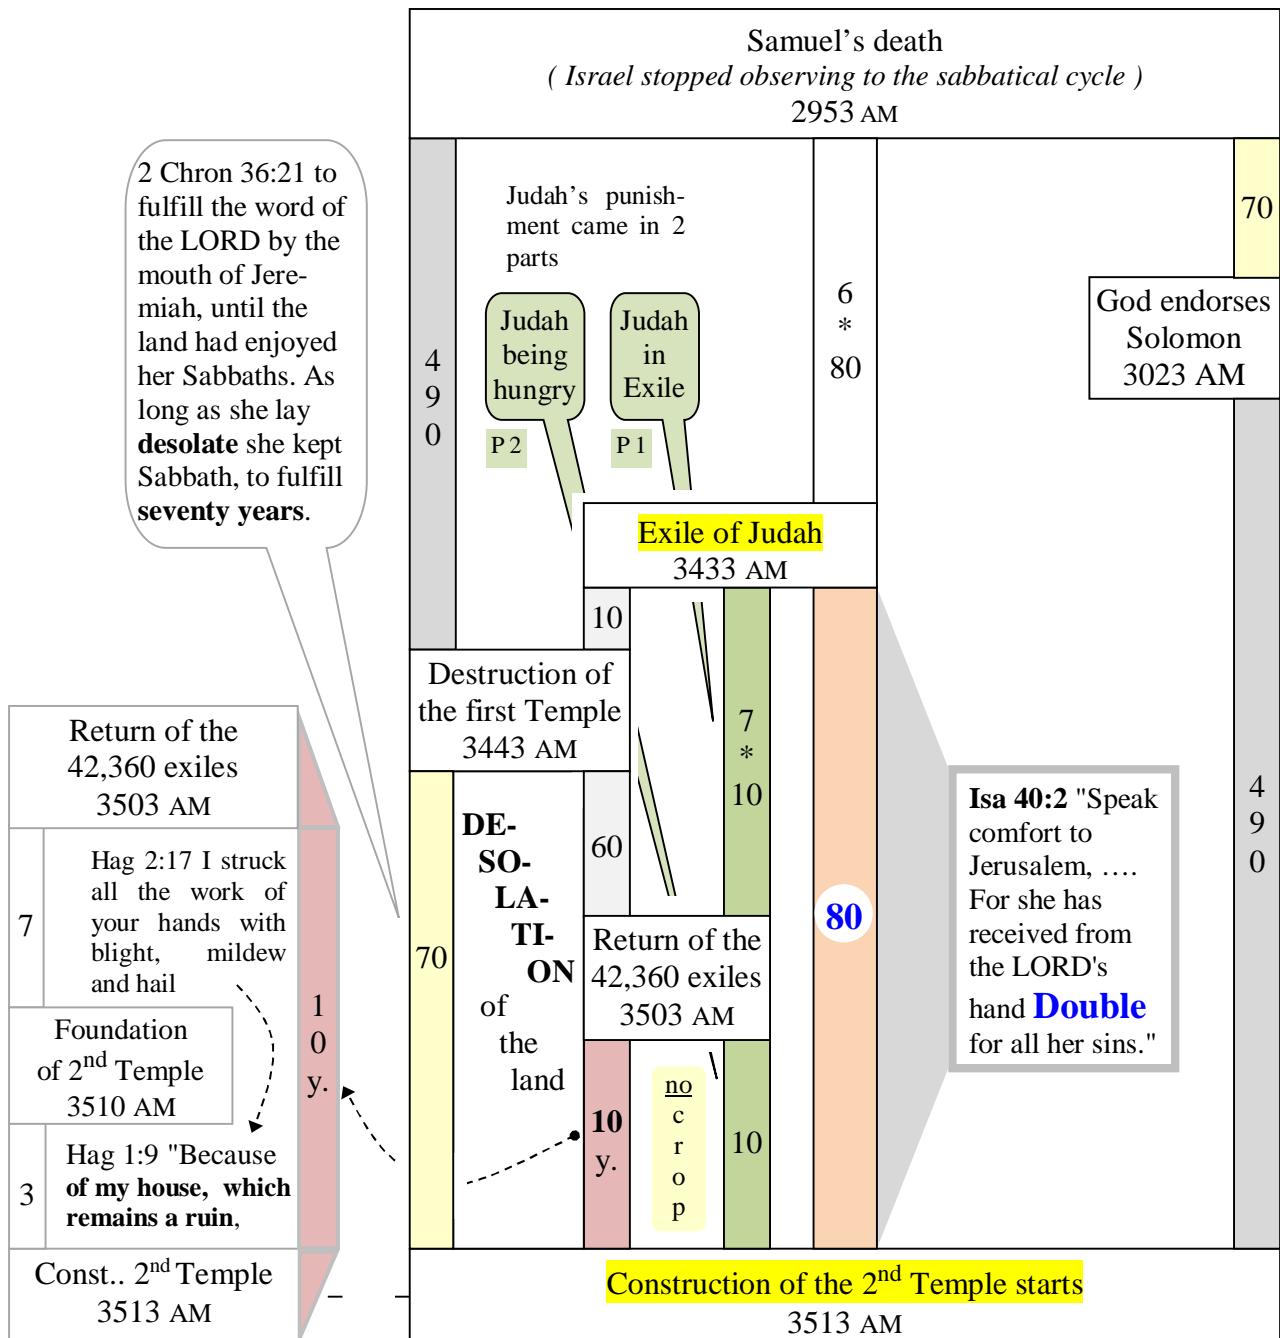 Samuel’s death
( Israel stopped observing to the sabbatical cycle )
2953 AM
2 Chron 36:21 to
fulfill the word of
the LORD by the
mouth of Jere-
miah, until the
land had enjoyed
her Sabbaths. As
long as she lay
desolate she kept
Sabbath, to fulfill
seventy years.
4
9
0
Judah’s punish-
ment came in 2
parts
Judah
being
hungry
P 2
Judah
in
Exile
P 1
6
*
80
70
God endorses
Solomon
3023 AM
Exile of Judah
3433 AM
10
Destruction of
the first Temple
3443 AM
7
*
10
60
80
4
9
0
Isa 40:2 "Speak
comfort to
Jerusalem, ….
For she has
received from
the LORD's
hand Double
for all her sins."
70
DE-
SO-
LA-
TI-
ON
of
the
land
Return of the
42,360 exiles
3503 AM
10
y.
no
c
r
o
p
10
Return of the
42,360 exiles
3503 AM
7
Hag 2:17 I struck
all the work of
your hands with
blight, mildew
and hail
1
0
y.
Foundation
of 2nd Temple
3510 AM
3
Hag 1:9 "Because
of my house, which
remains a ruin,
Const.. 2nd Temple
3513 AM
Construction of the 2nd Temple starts
3513 AM